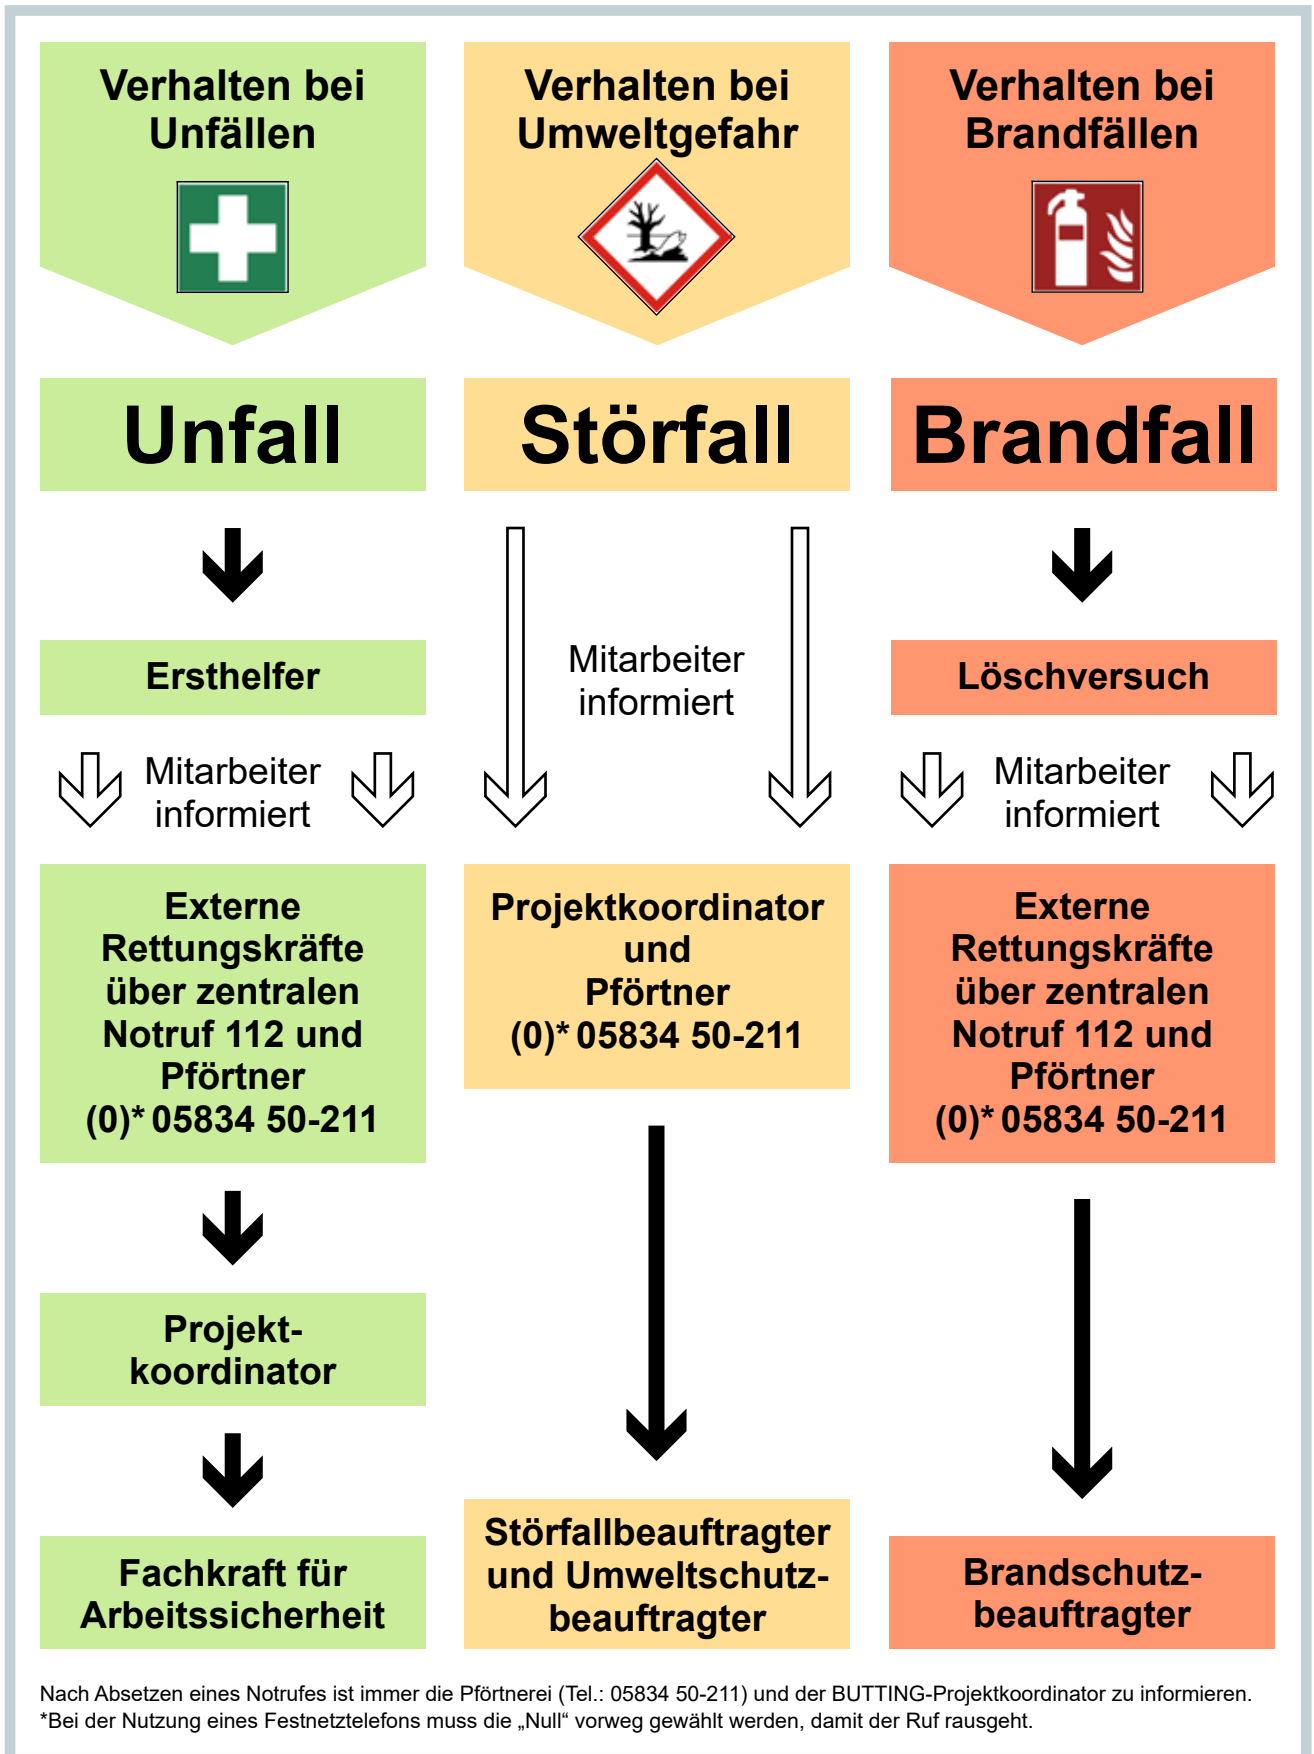 Verhalten bei
Unfällen
Verhalten bei
Umweltgefahr
Verhalten bei
Brandfällen
Unfall
Störfall
Brandfall
Ersthelfer
Mitarbeiter
informiert
Löschversuch
Mitarbeiter
informiert
Mitarbeiter
informiert
Externe
Rettungskräfte
über zentralen
Notruf 112 und
Pförtner
(0)* 05834 50-211
Projektkoordinator
und
Pförtner
(0)* 05834 50-211
Externe
Rettungskräfte
über zentralen
Notruf 112 und
Pförtner
(0)* 05834 50-211
Projekt-
koordinator
Fachkraft für
Arbeitssicherheit
Störfallbeauftragter
und Umweltschutz-
beauftragter
Brandschutz-
beauftragter
Nach Absetzen eines Notrufes ist immer die Pförtnerei (Tel.: 05834 50-211) und der BUTTING-Projektkoordinator zu informieren.
*Bei der Nutzung eines Festnetztelefons muss die „Null“ vorweg gewählt werden, damit der Ruf rausgeht.